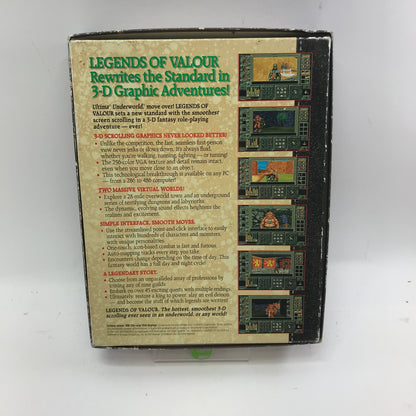 LEGENDS OF VALOUR
Rewrites the Standard in
3-D Graphic Adventures!
Ultima Underworld, move over! LEGENDS OF
VALOUR sets a new standard with the smoothest
screen scrolling in a 3-D fantasy role-playing
adventure — ever!
3-D SCROLLING GRAPHICS NEVER LOOKED BETTER!
• Unlike the competition, the fast, seamless first-person
view never jerks or slows down. It's always fluid,
whether you're walking, running, fighting — or turning!
• The 256-color VGA texture and detail remain intact,
even when you move close to an object!
• This technological breakthrough is available on any PC
— from a 286 to 486 computer!
TWO MASSIVE VIRTUAL WORLDS!
• Explore a 28-mile overworld town and an underground
series of terrifying dungeons and labyrinths.
• The dynamic, evolving sound effects heightens the
realism and excitement.
SIMPLE INTERFACE, SMOOTH MOVES.
• Use the streamlined point-and-click interface to easily
interact with hundreds of characters and monsters,
with unique personalities.
• One-touch, icon-based combat is fast and furious.
• Auto-mapping tracks every step you take.
• Encounters change depending on the time of day. This
fantasy world has a full day and night cycle!
A LEGENDARY STORY.
• Choose from an unparalleled array of professions by
joining any of nine guilds.
• Embark on over 45 exciting quests with multiple endings.
• Ultimately, restore a king to power, slay an evil demon
– and become the stuff of which legends are woven!
LEGENDS OF VALOUR. The hottest, smoothest 3-D
scrolling ever seen in an underworld, or any world!